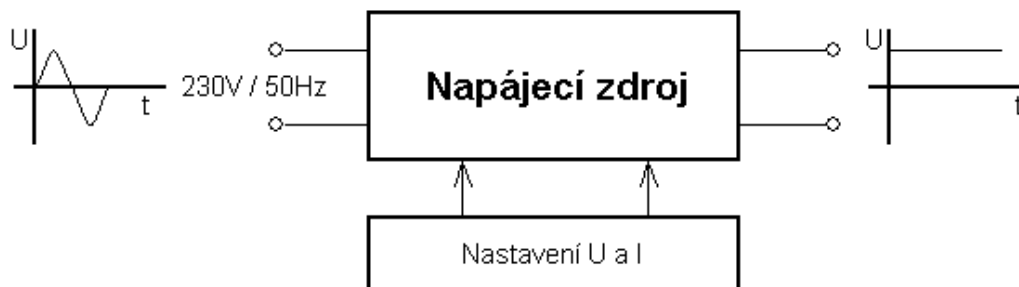 U
t
230V / 50Hz
Napájecí zdroj
U
t
Nastavení U a I